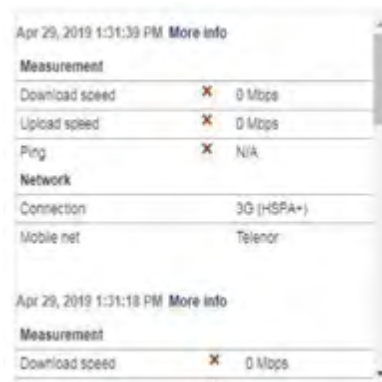 Apr 29, 2019 1:31:39 PM More info
Measurement
Download speed 0 Mbps
Upload speed 0 Mbps
Ping N/A
Network
Connection 3G (HSPA+)
Mobile net Telenor
Apr 29, 2019 1:31:18 PM More info
Measurement
Download speed 0 Mbps